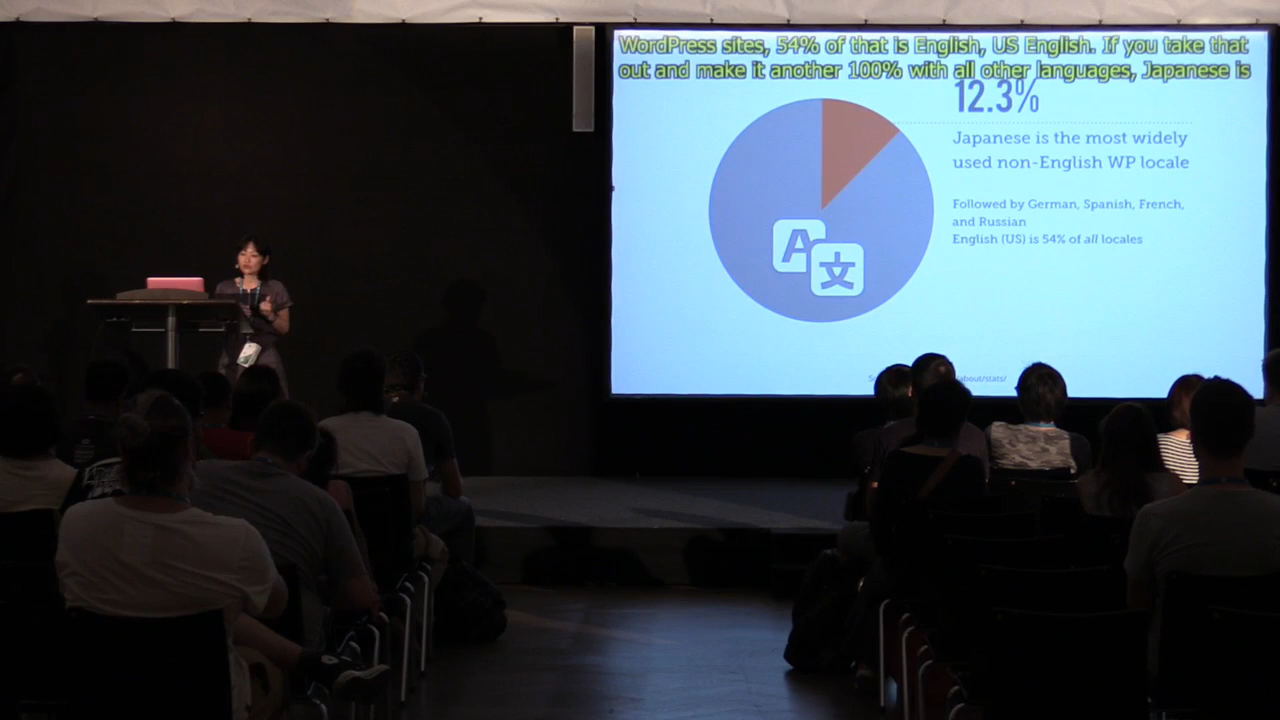 WordPress sites, 54% of that is English, US English. If you take that
out and make it another 100% with all other languages, Japanese is
12.3%
Japanese is the most widely
used non-English WP locale
Followed by German, Spanish, French,
and Russian
English (US) is 54% of all locales
A
文
/about/stats/